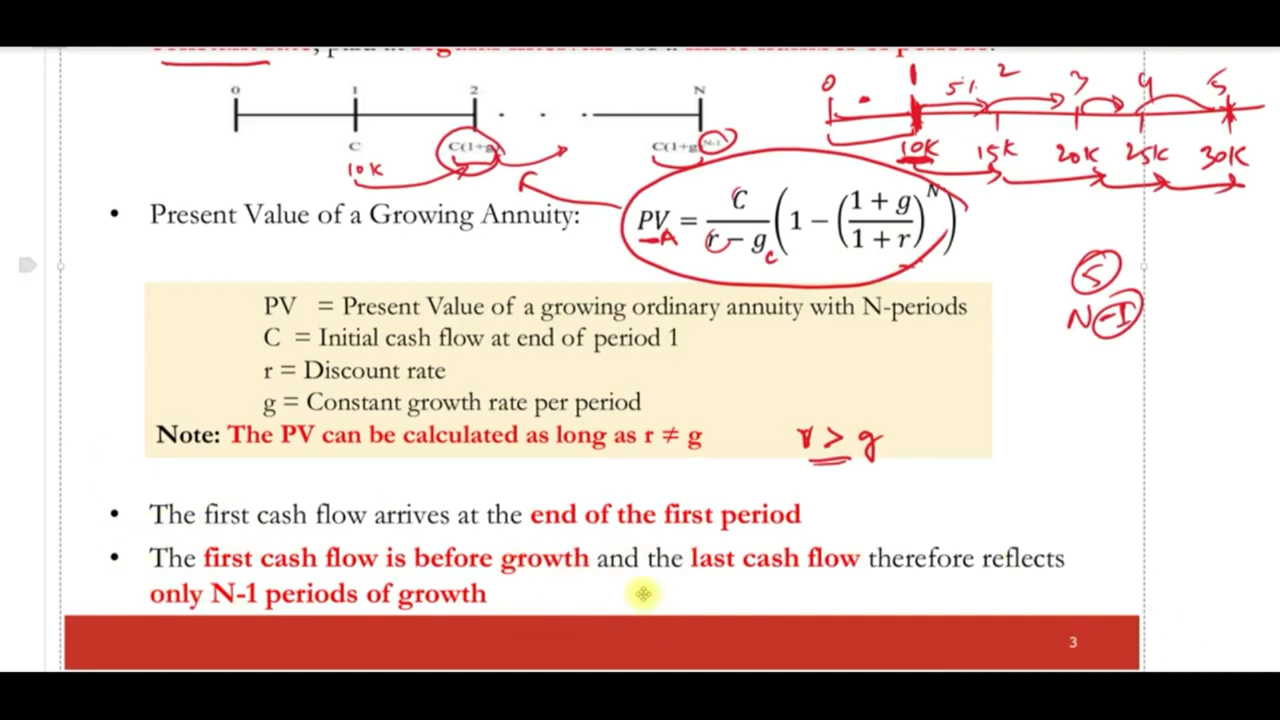 0 1 2 N
C C(1+g) C(1+g) N-1
10K
0 1 2 3 4 5
5%
10K 15K 20K 25K 30K
• Present Value of a Growing Annuity: PV = C / (r − g) (1 − ((1 + g) / (1 + r))^N)
-A
5
N-1
PV = Present Value of a growing ordinary annuity with N-periods
C = Initial cash flow at end of period 1
r = Discount rate
g = Constant growth rate per period
Note: The PV can be calculated as long as r ≠ g
r > g
• The first cash flow arrives at the end of the first period
• The first cash flow is before growth and the last cash flow therefore reflects
only N-1 periods of growth
3